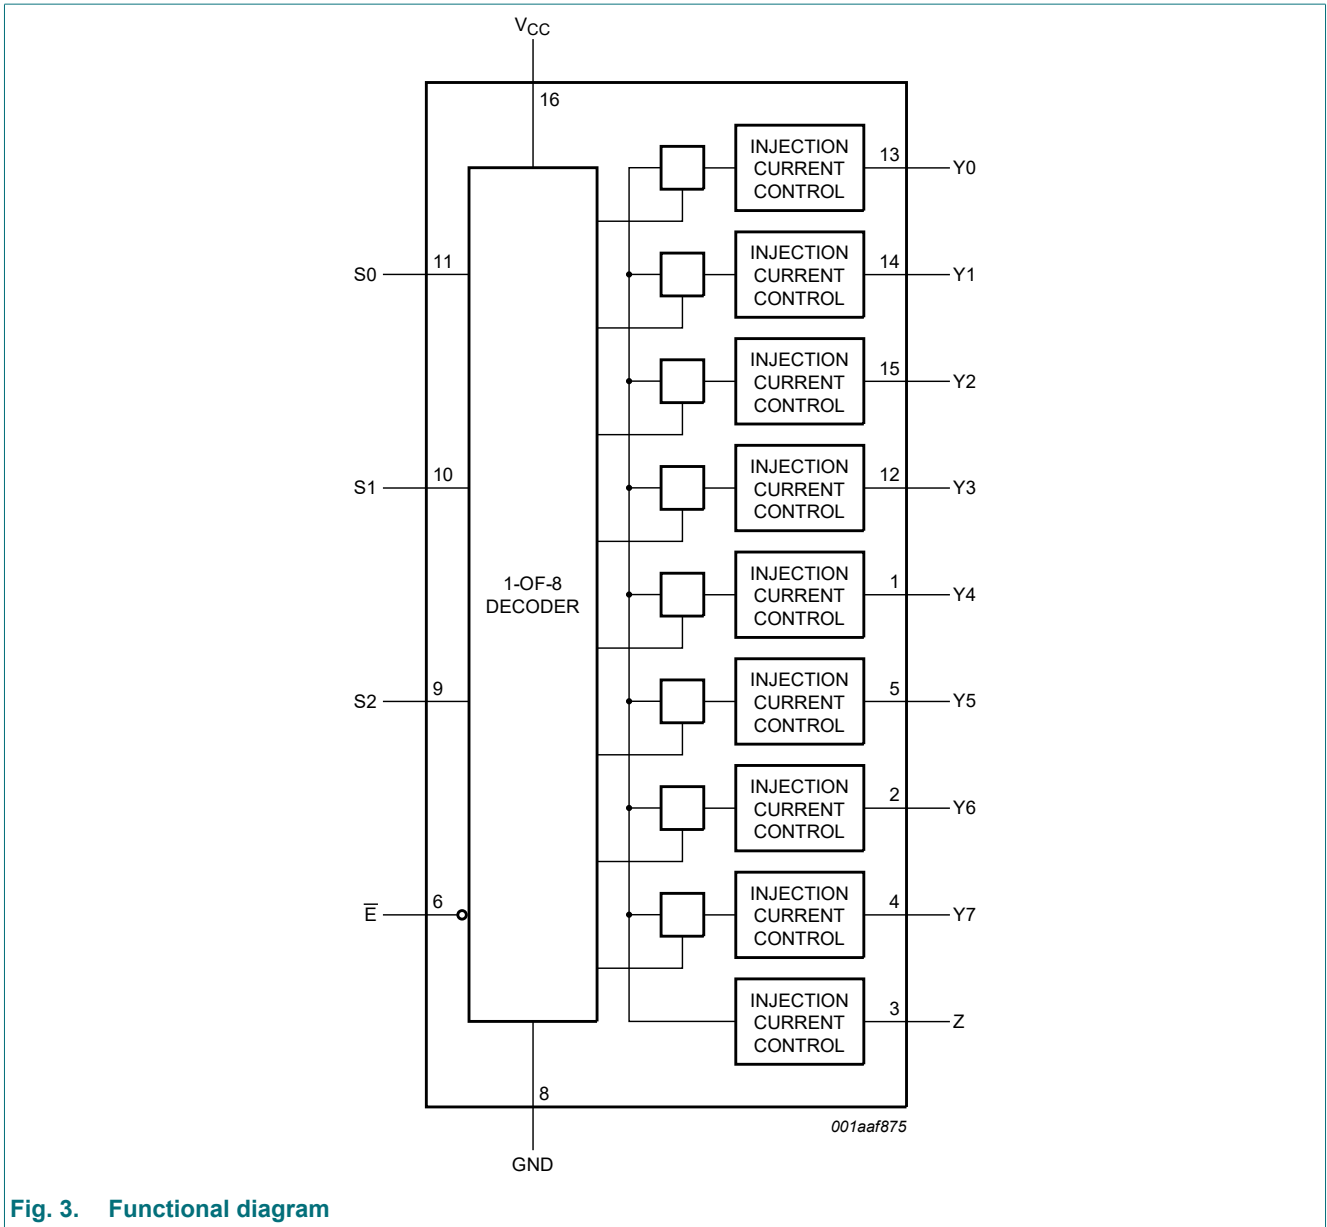 VCC
16
INJECTION
CURRENT
CONTROL
13
Y0
S0
11
INJECTION
CURRENT
CONTROL
14
Y1
INJECTION
CURRENT
CONTROL
15
Y2
S1
10
INJECTION
CURRENT
CONTROL
12
Y3
1-OF-8
DECODER
INJECTION
CURRENT
CONTROL
1
Y4
S2
9
INJECTION
CURRENT
CONTROL
5
Y5
INJECTION
CURRENT
CONTROL
2
Y6
E̅
6
INJECTION
CURRENT
CONTROL
4
Y7
INJECTION
CURRENT
CONTROL
3
Z
8
GND
001aaf875
Fig. 3. Functional diagram